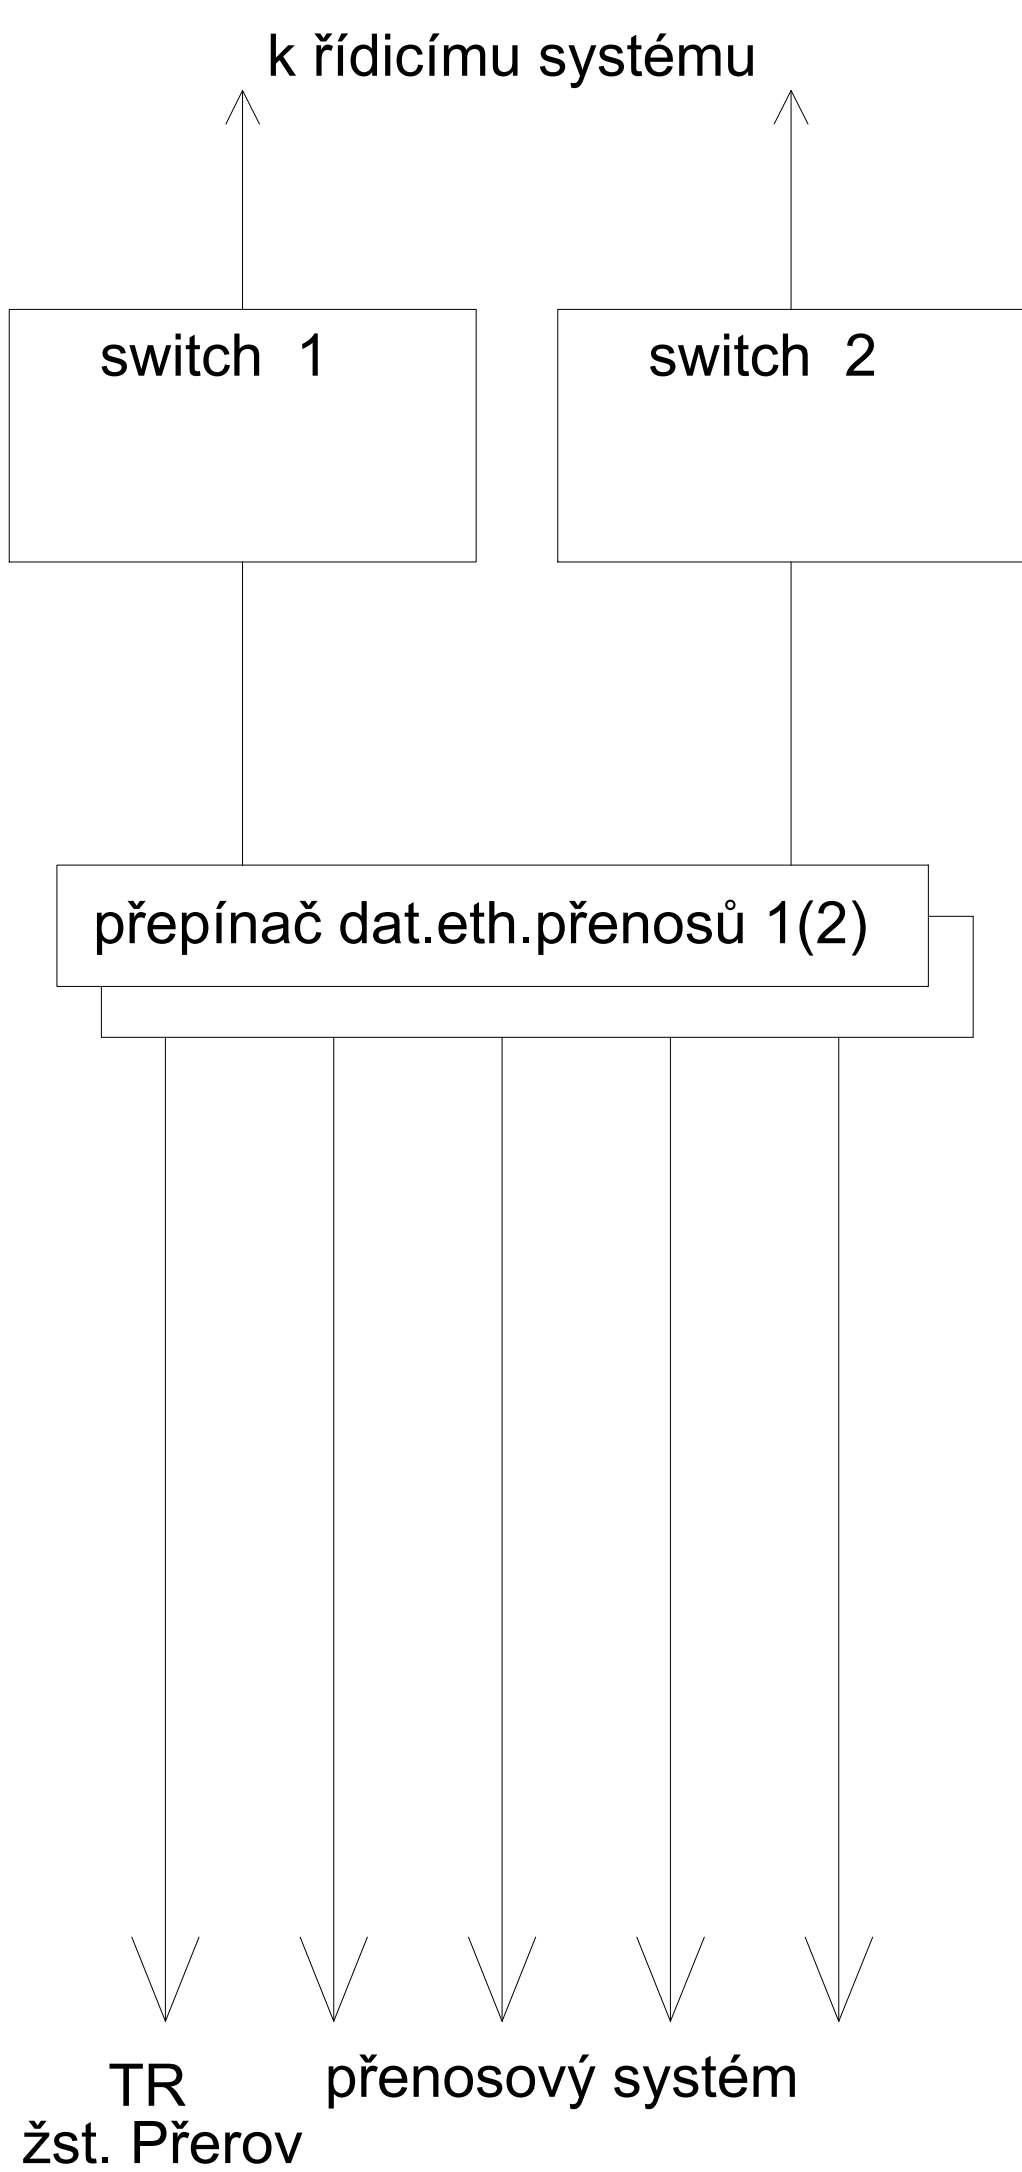 k řídicímu systému
switch 1
switch 2
přepínač dat.eth.přenosů 1(2)
TR
žst. Přerov
přenosový systém